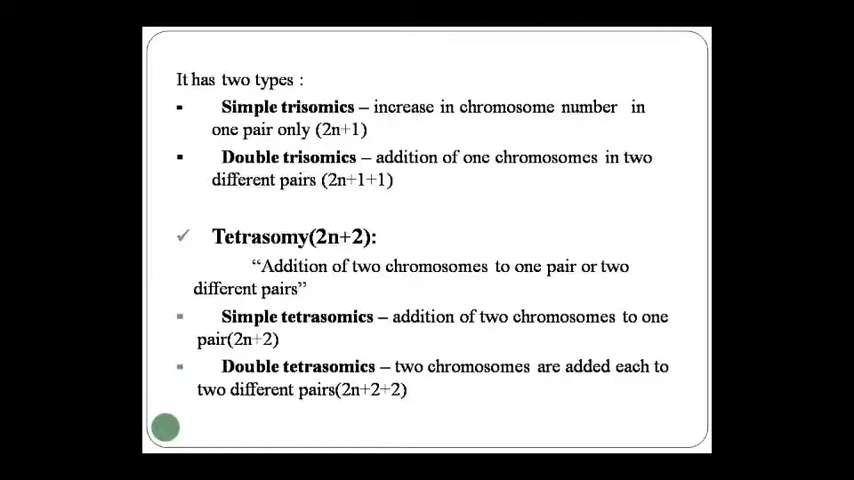 It has two types :
▪ Simple trisomics – increase in chromosome number in
one pair only (2n+1)
▪ Double trisomics – addition of one chromosomes in two
different pairs (2n+1+1)
✓ Tetrasomy(2n+2):
“Addition of two chromosomes to one pair or two
different pairs”
▪ Simple tetrasomics – addition of two chromosomes to one
pair(2n+2)
▪ Double tetrasomics – two chromosomes are added each to
two different pairs(2n+2+2)